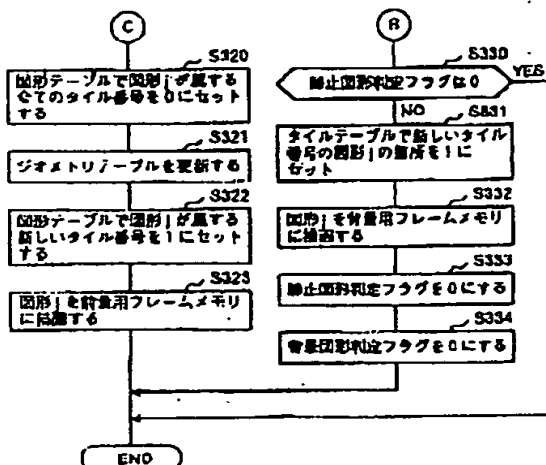 C
S320
図形テーブルで図形jが属する
全てのタイル番号を0にセット
する
S321
ジオメトリテーブルを更新する
S322
図形テーブルで図形jが属する
新しいタイル番号を1にセット
する
S323
図形jを前景用フレームメモリ
に描画する
B
S330
静止図形判定フラグは0
YES
NO
S331
タイルテーブルで新しいタイル
番号の図形jの箇所を1に
セット
S332
図形jを背景用フレームメモリ
に描画する
S333
静止図形判定フラグを0にする
S334
背景図形判定フラグを0にする
END